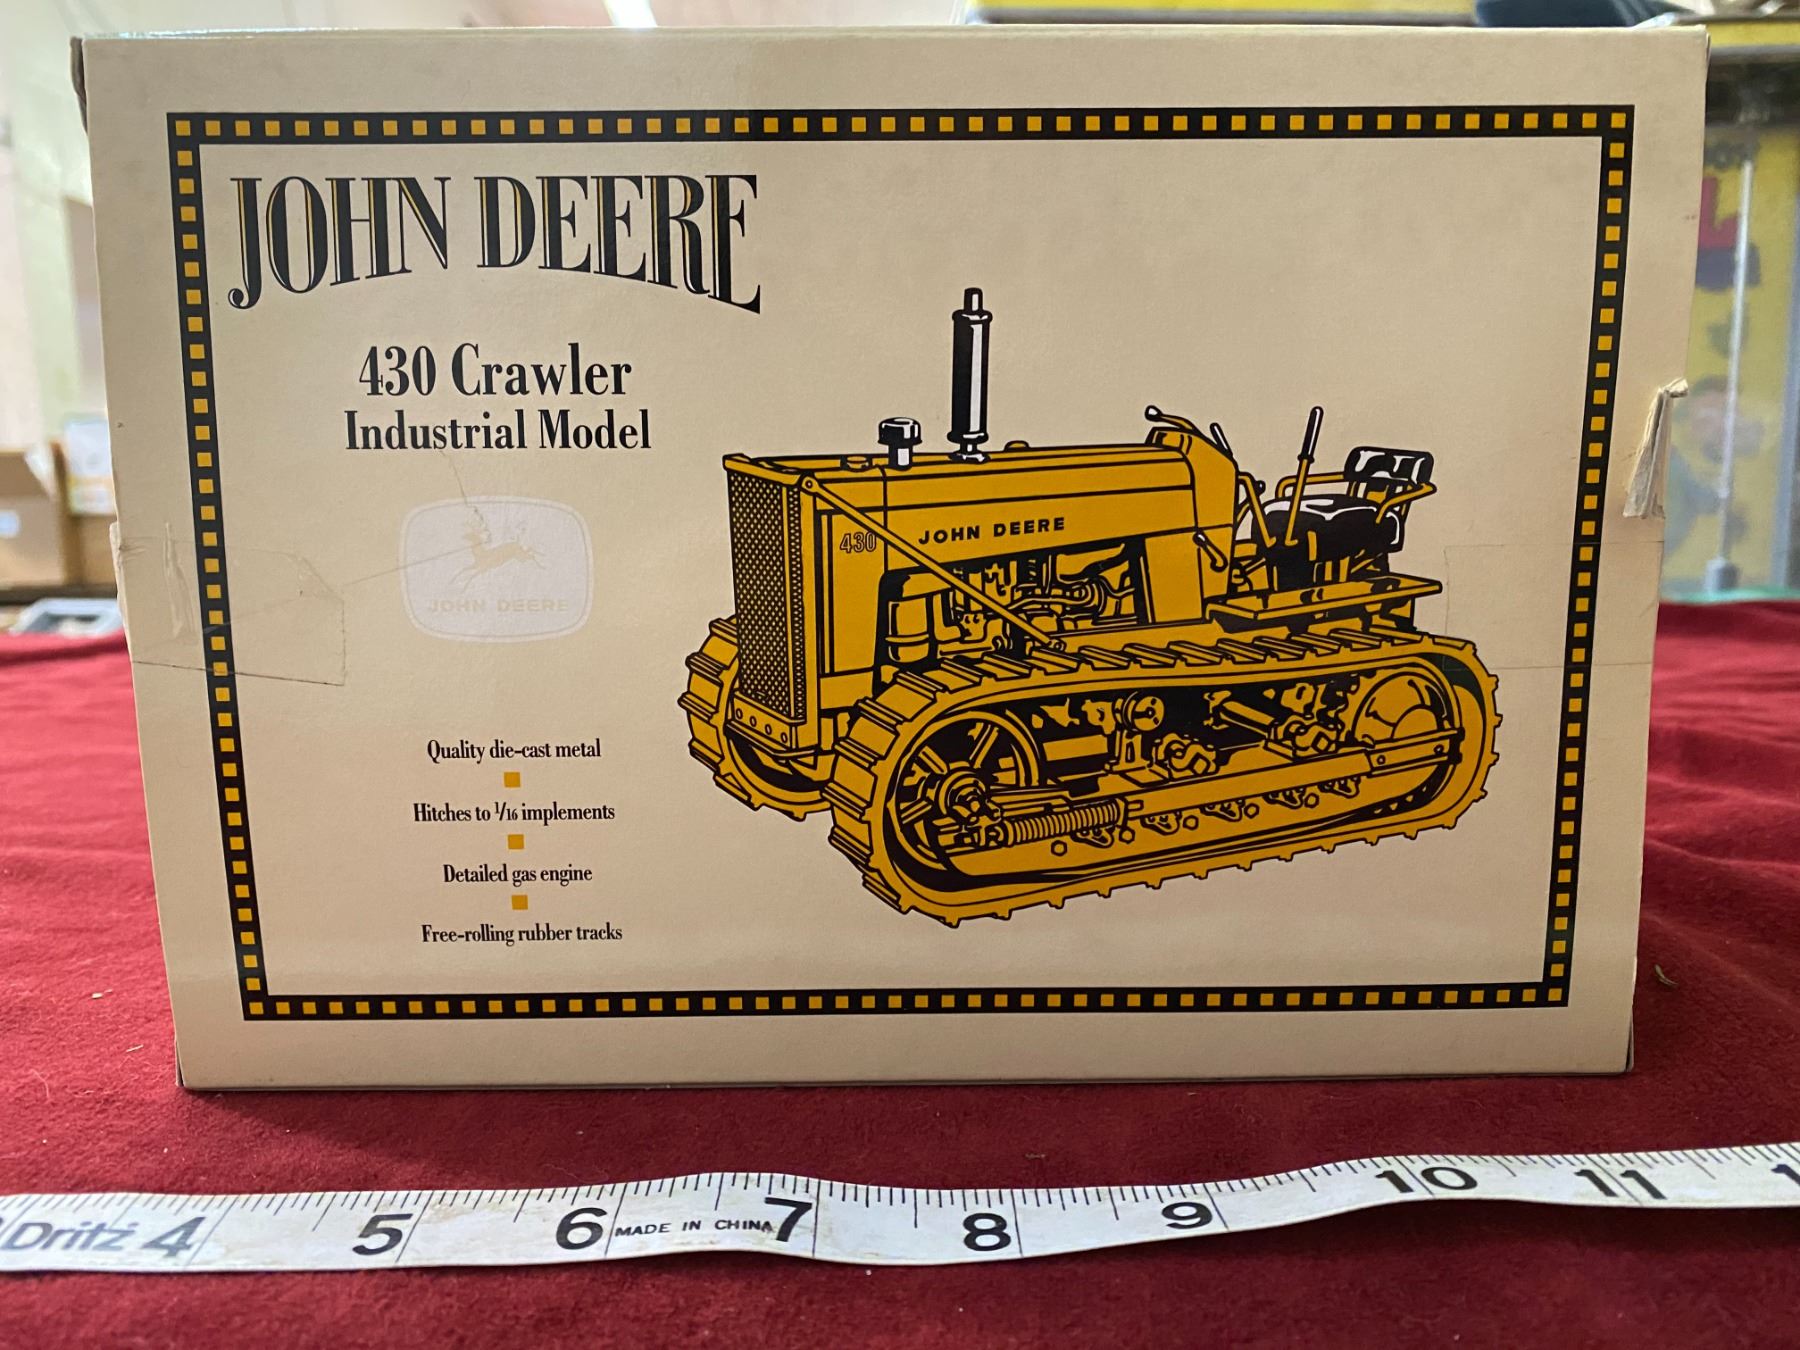 JOHN DEERE
430 Crawler
Industrial Model
JOHN DEERE
430
JOHN DEERE
Quality die-cast metal
Hitches to 1/16 implements
Detailed gas engine
Free-rolling rubber tracks
Dritz 4 5 6 MADE IN CHINA 7 8 9 10 11